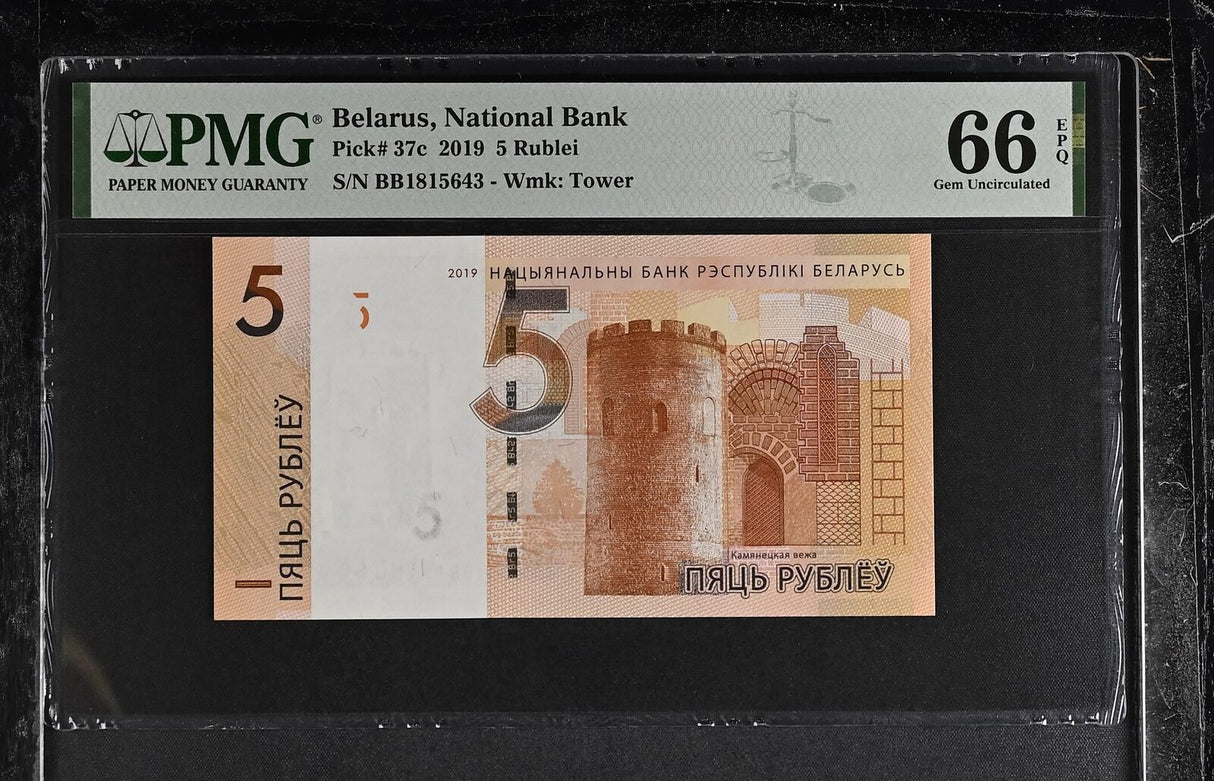 PMG®
PAPER MONEY GUARANTY
Belarus, National Bank
Pick# 37c 2019 5 Rublei
S/N BB1815643 - Wmk: Tower
66
EPQ
Gem Uncirculated
5
ПЯЦЬ РУБЛЁЎ
2019 НАЦЫЯНАЛЬНЫ БАНК РЭСПУБЛІКІ БЕЛАРУСЬ
5
5
Камянецкая вежа
ПЯЦЬ РУБЛЁЎ